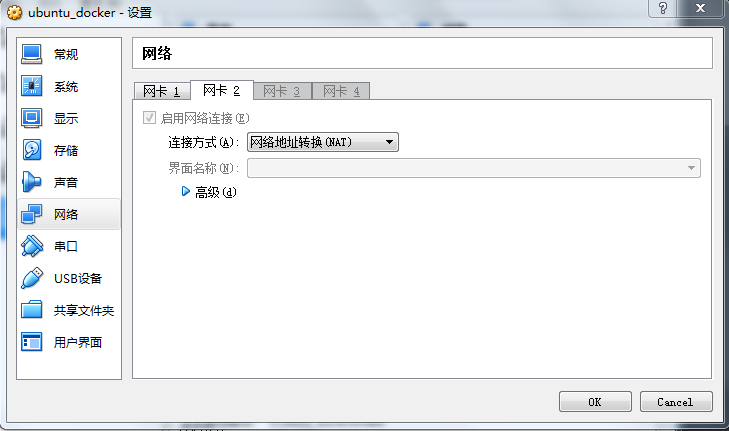 ubuntu_docker - 设置
常规
系统
显示
存储
声音
网络
串口
USB设备
共享文件夹
用户界面
网络
网卡 1 网卡 2 网卡 3 网卡 4
启用网络连接(E)
连接方式(A): 网络地址转换(NAT)
界面名称(N):
高级(d)
OK Cancel